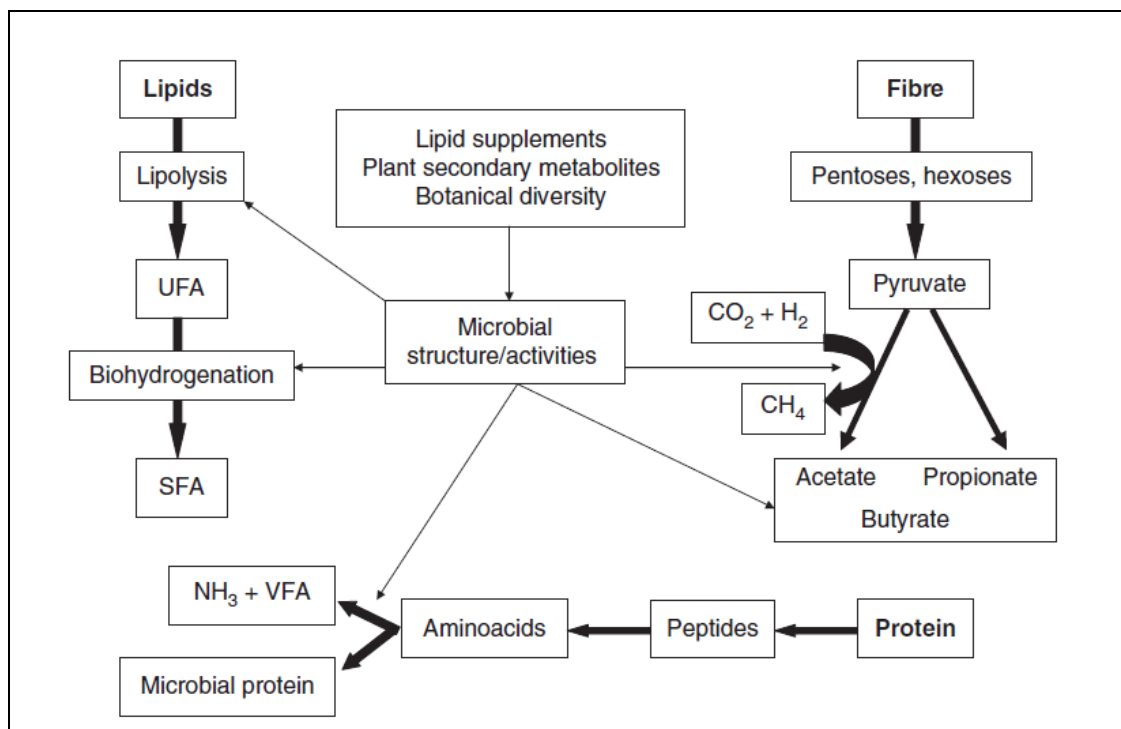 Lipids
Fibre
Lipid supplements
Plant secondary metabolites
Botanical diversity
Lipolysis
Pentoses, hexoses
UFA
Pyruvate
CO₂ + H₂
Microbial
structure/activities
Biohydrogenation
CH₄
SFA
Acetate Propionate
Butyrate
NH₃ + VFA
Aminoacids
Peptides
Protein
Microbial protein